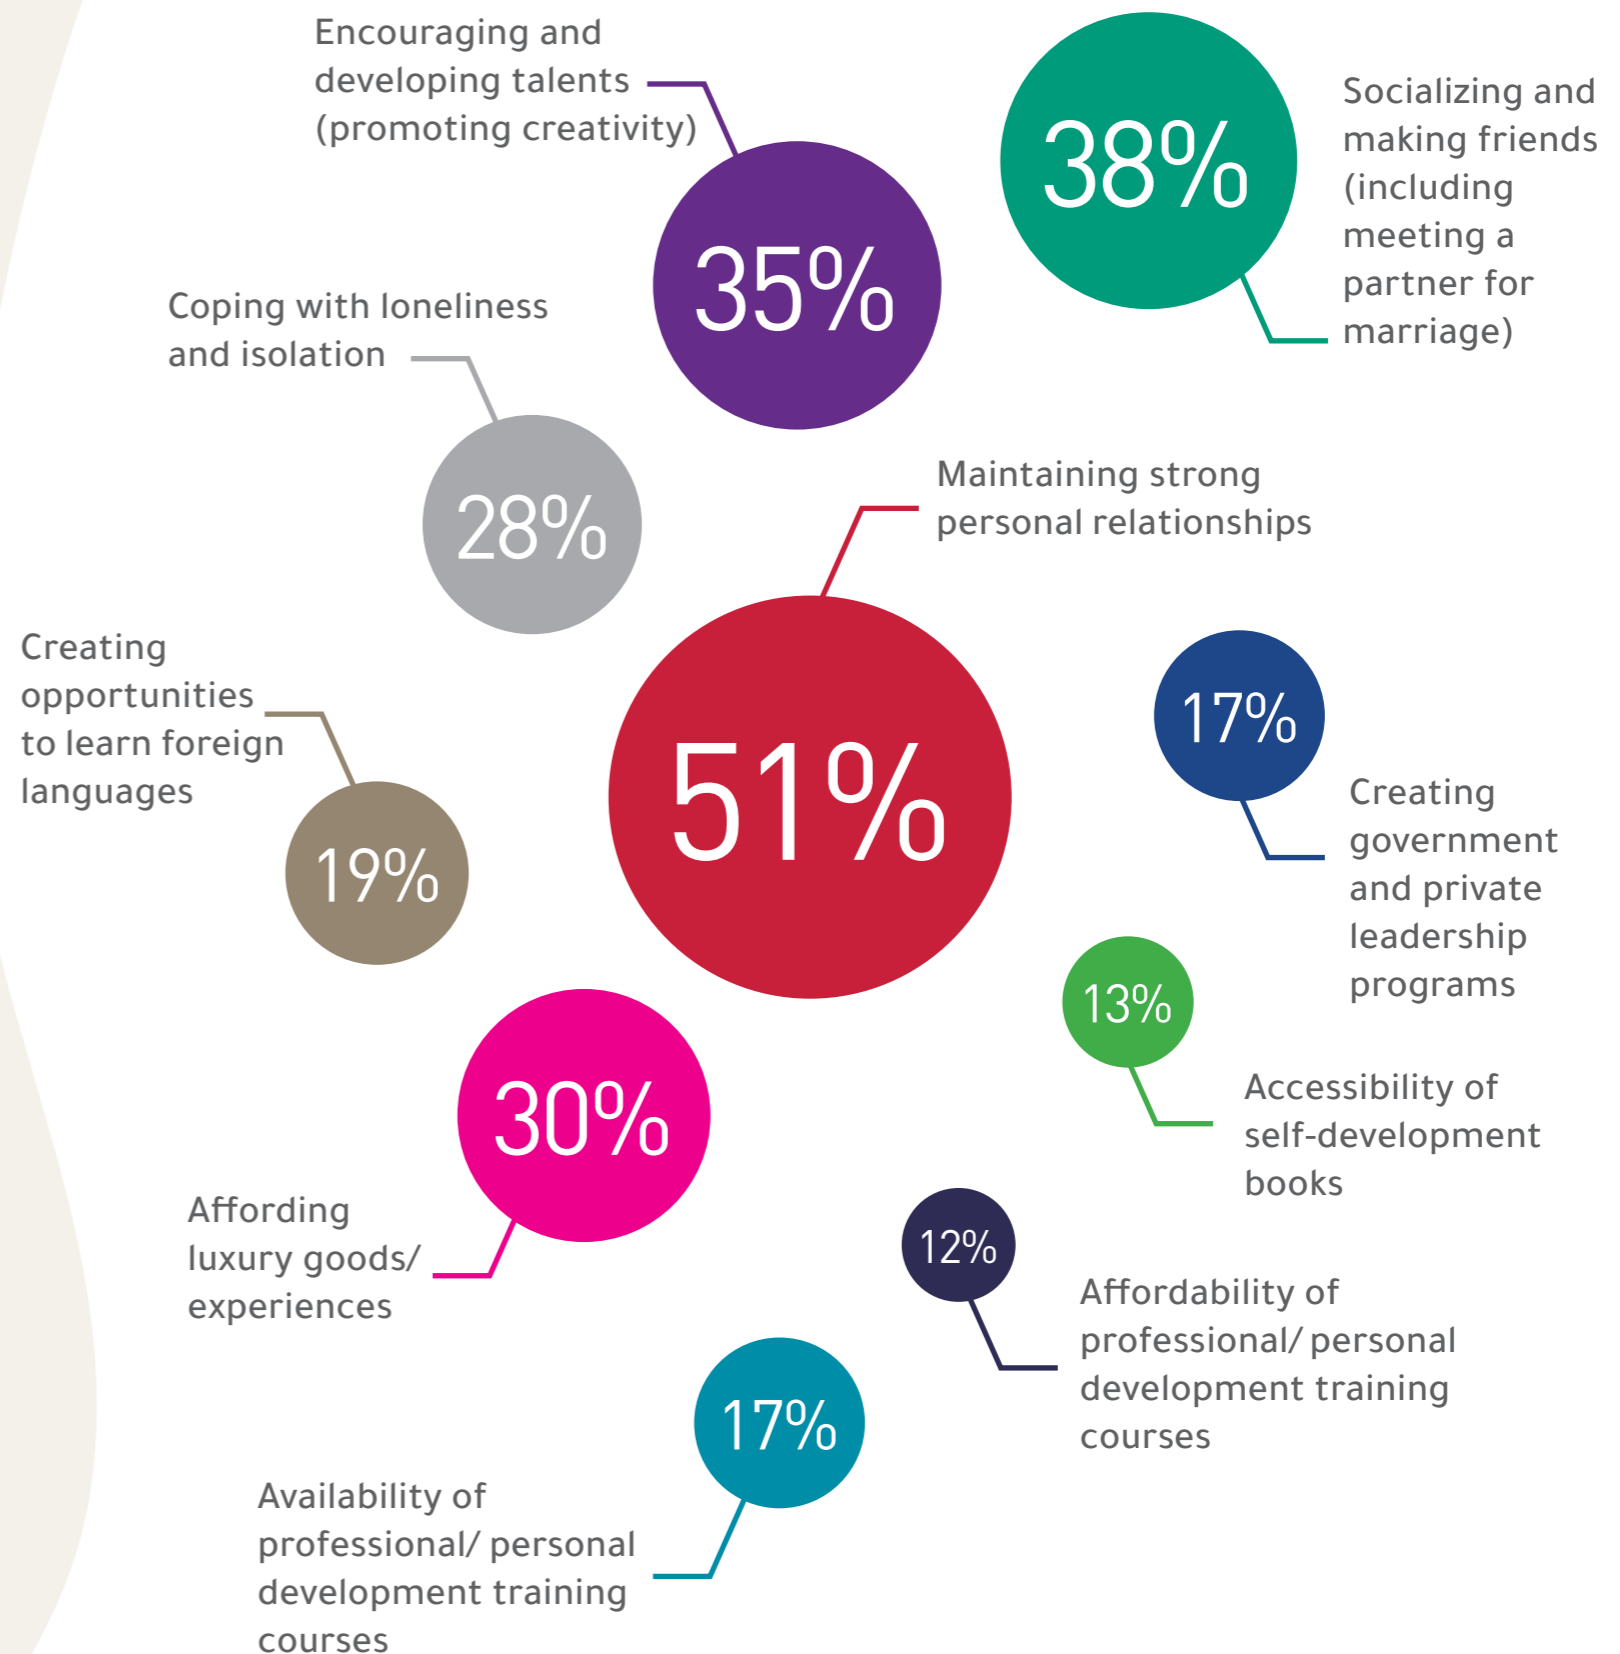 Encouraging and
developing talents
(promoting creativity)
35%
38%
Socializing and
making friends
(including
meeting a
partner for
marriage)
Coping with loneliness
and isolation
28%
Maintaining strong
personal relationships
51%
Creating
opportunities
to learn foreign
languages
19%
17%
Creating
government
and private
leadership
programs
13%
Accessibility of
self-development
books
30%
Affording
luxury goods/
experiences
12%
Affordability of
professional/ personal
development training
courses
17%
Availability of
professional/ personal
development training
courses